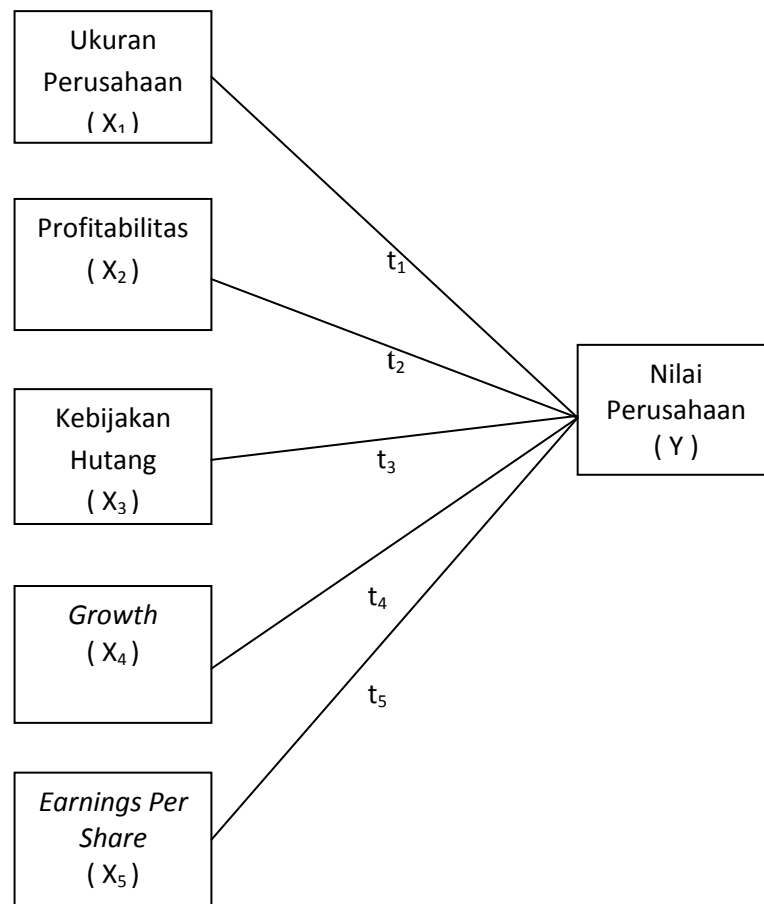 Ukuran
Perusahaan
( X₁ )
Profitabilitas
( X₂ )
Kebijakan
Hutang
( X₃ )
Growth
( X₄ )
Earnings Per
Share
( X₅ )
t₁
t₂
t₃
t₄
t₅
Nilai
Perusahaan
( Y )